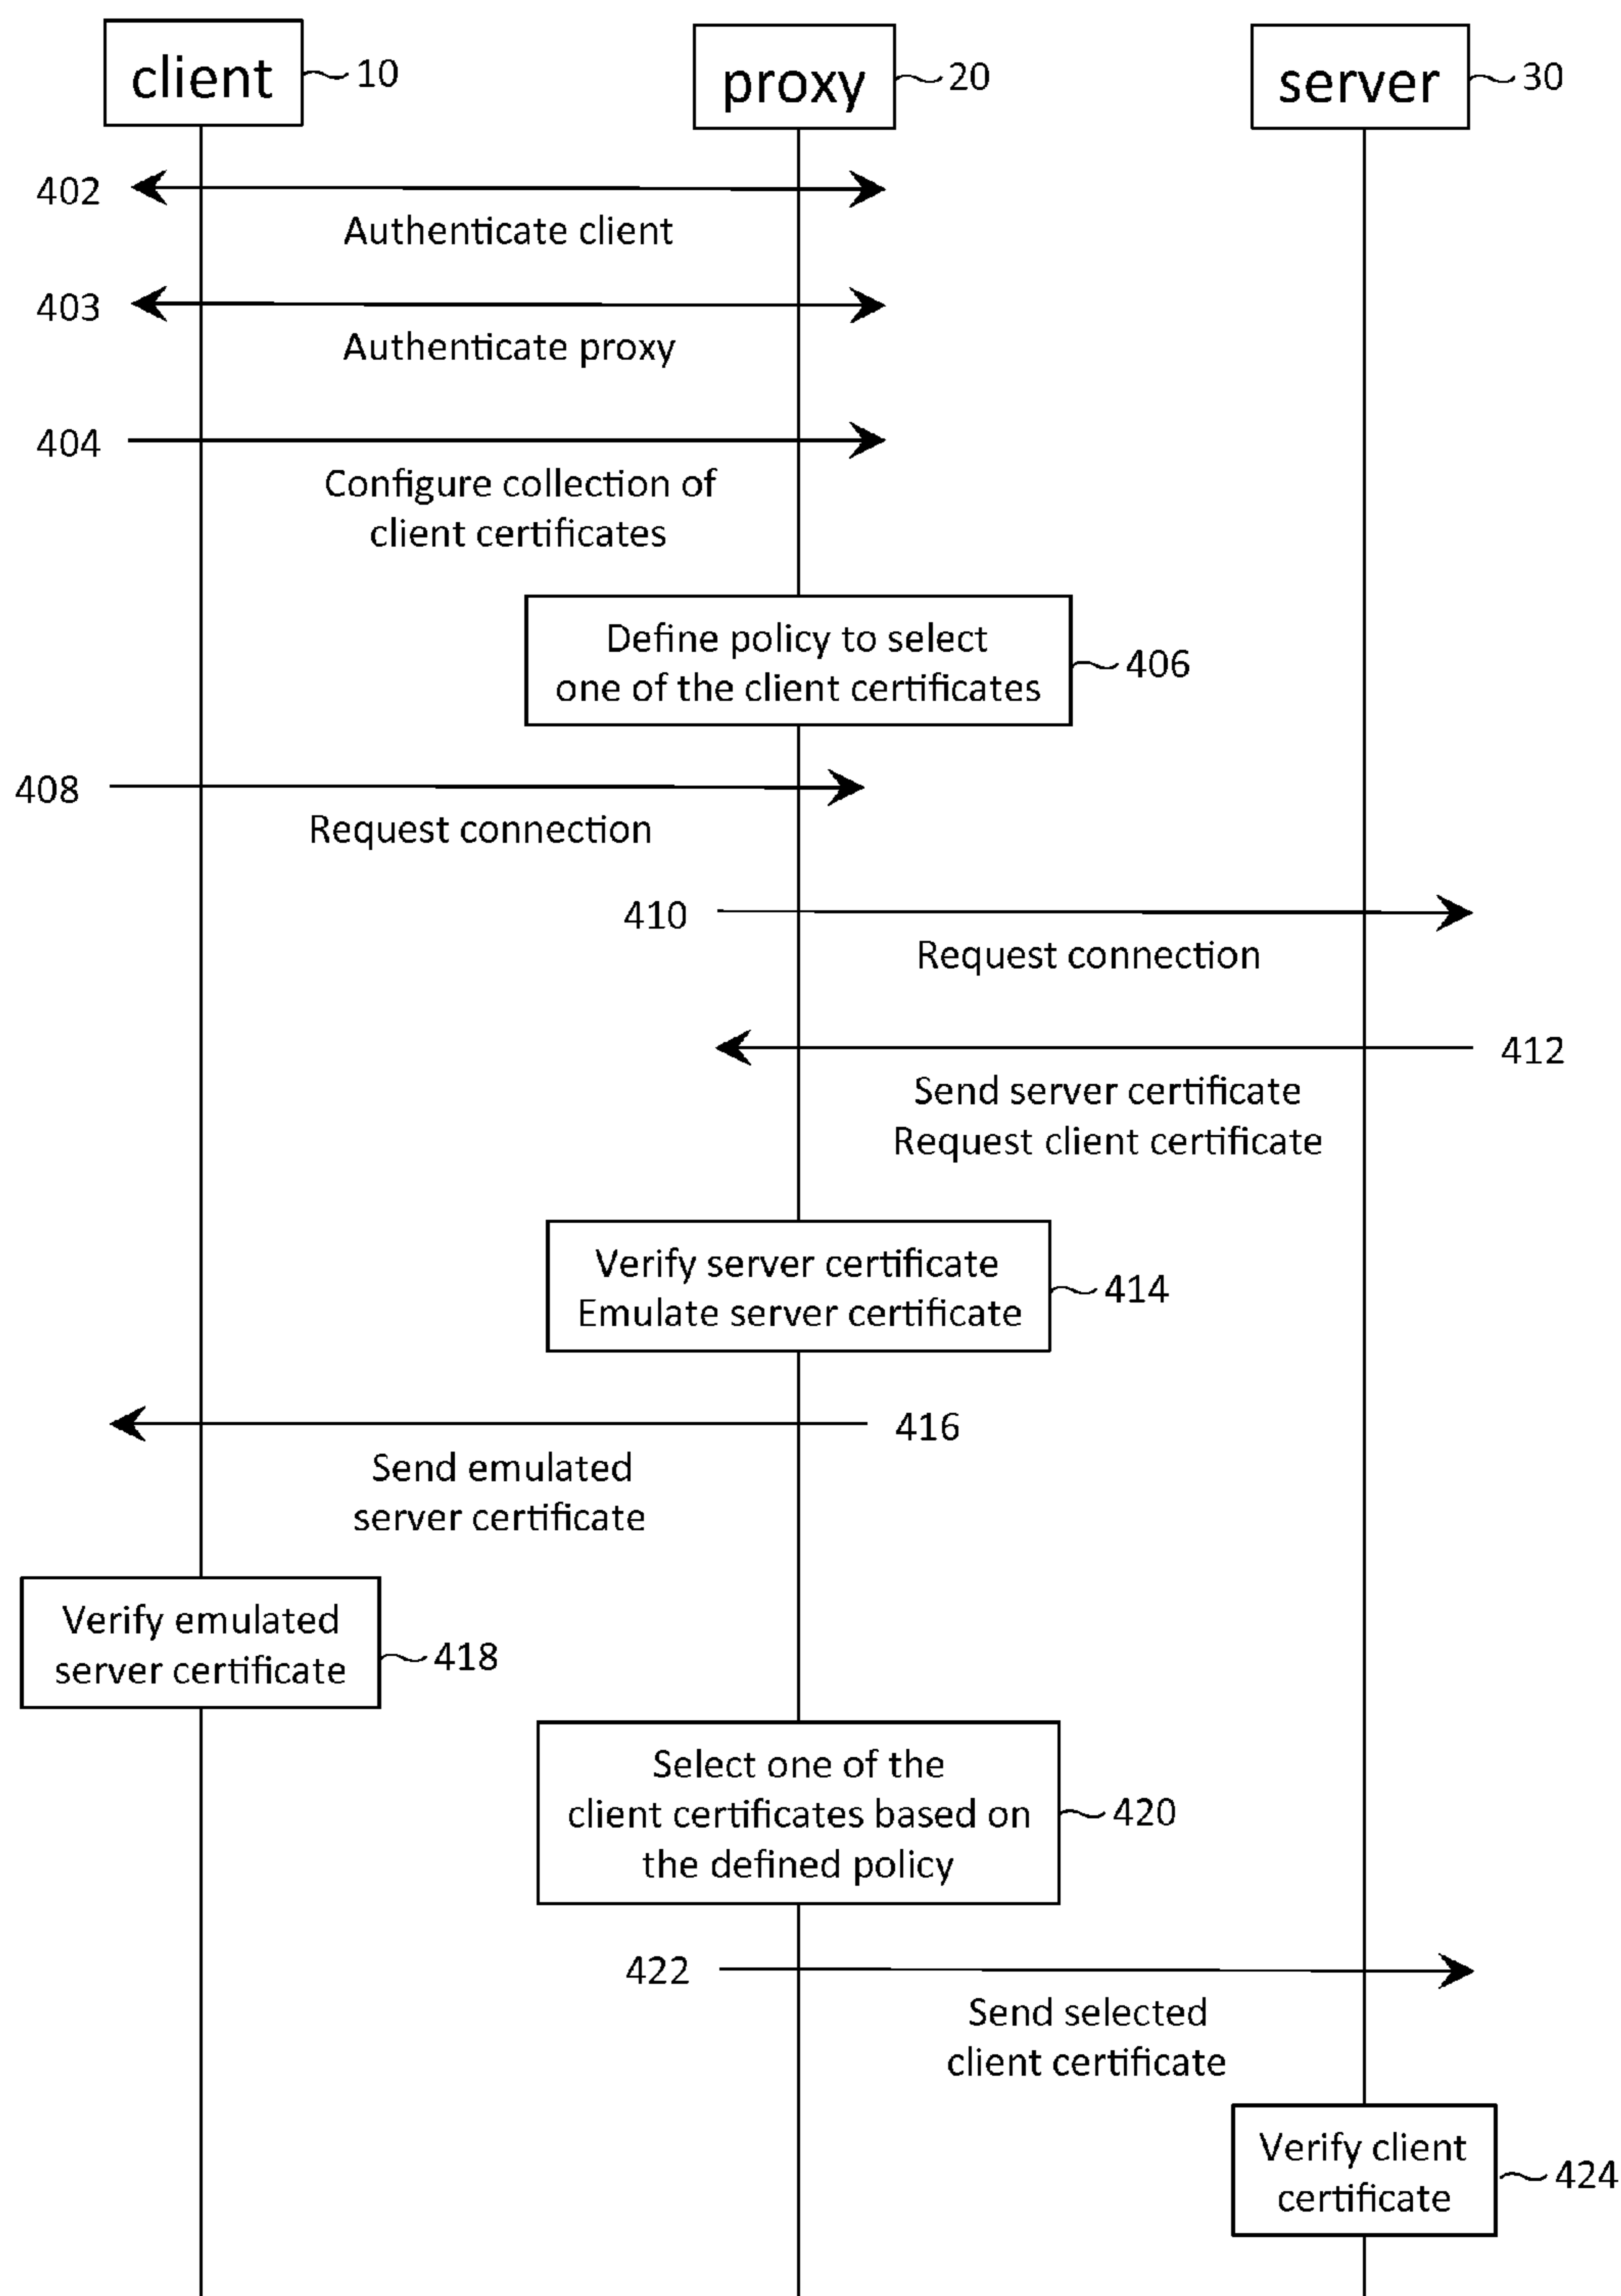 client
10
proxy
20
server
30
402
Authenticate client
403
Authenticate proxy
404
Configure collection of
client certificates
Define policy to select
one of the client certificates
406
408
Request connection
410
Request connection
412
Send server certificate
Request client certificate
Verify server certificate
Emulate server certificate
414
416
Send emulated
server certificate
Verify emulated
server certificate
418
Select one of the
client certificates based on
the defined policy
420
422
Send selected
client certificate
Verify client
certificate
424